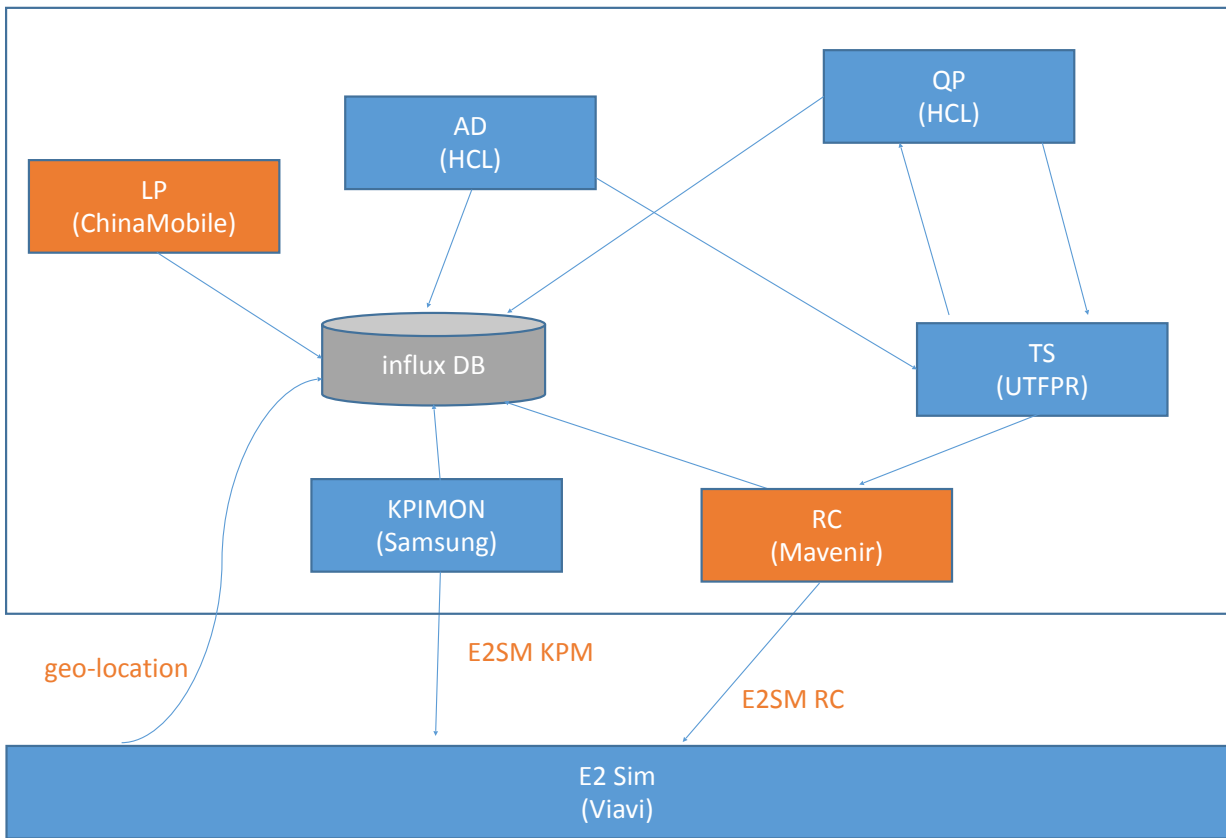 QP
(HCL)
AD
(HCL)
LP
(ChinaMobile)
influx DB
TS
(UTFPR)
KPIMON
(Samsung)
RC
(Mavenir)
geo-location
E2SM KPM
E2SM RC
E2 Sim
(Viavi)